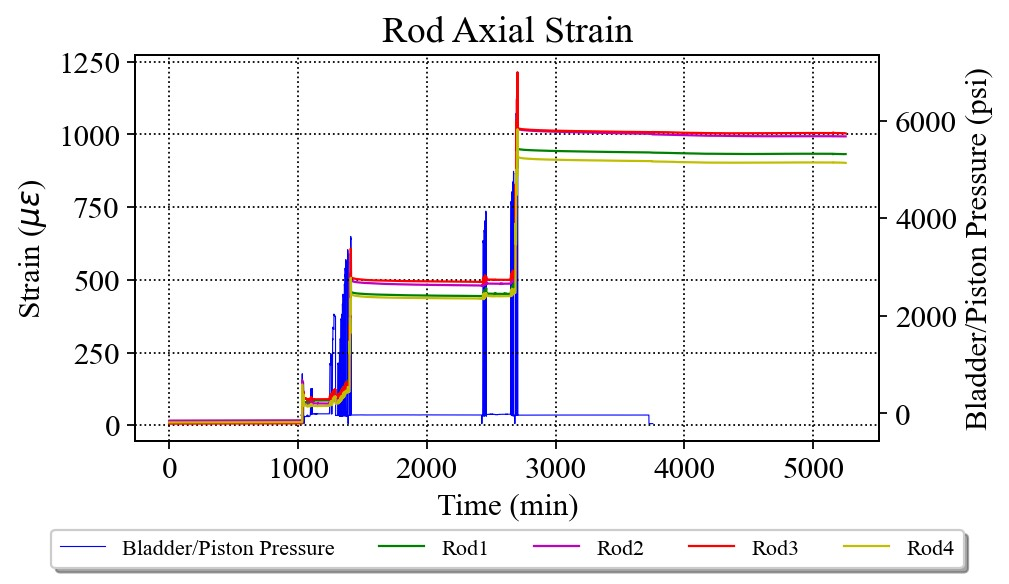 Rod Axial Strain
1250
1000
750
500
250
0
Strain (με)
6000
4000
2000
0
Bladder/Piston Pressure (psi)
0 1000 2000 3000 4000 5000
Time (min)
Bladder/Piston Pressure Rod1 Rod2 Rod3 Rod4